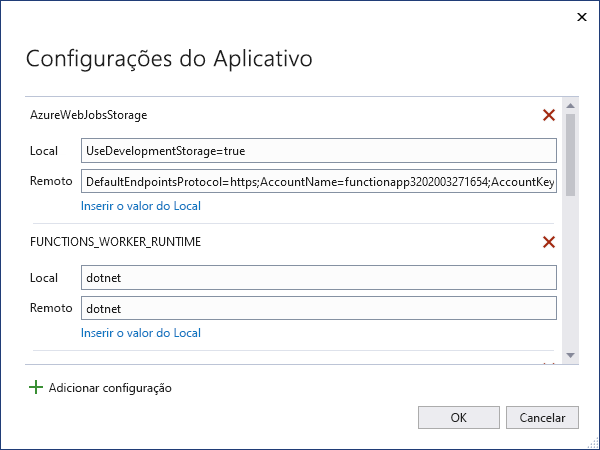 Configurações do Aplicativo
AzureWebJobsStorage
Local UseDevelopmentStorage=true
Remoto DefaultEndpointsProtocol=https;AccountName=functionapp3202003271654;AccountKey
Inserir o valor do Local
FUNCTIONS_WORKER_RUNTIME
Local dotnet
Remoto dotnet
Inserir o valor do Local
Adicionar configuração
OK Cancelar